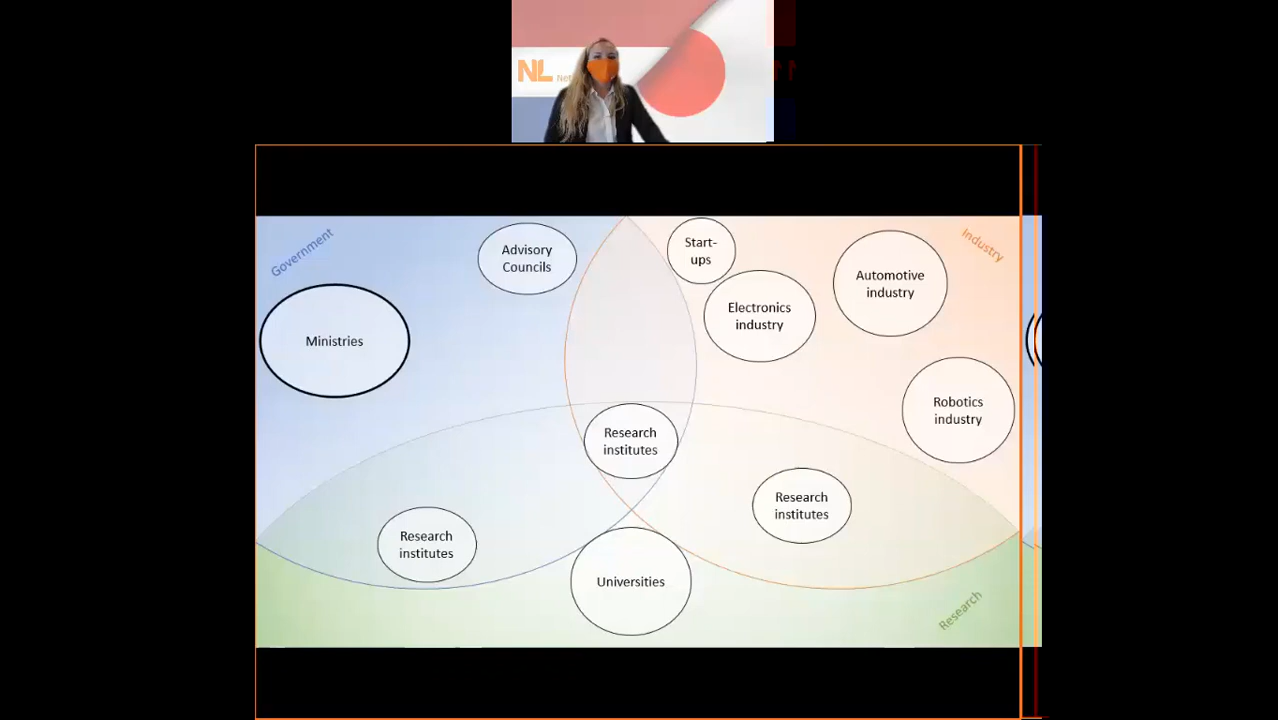 NL Net
Government
Advisory
Councils
Start-
ups
Industry
Automotive
industry
Electronics
industry
Ministries
Robotics
industry
Research
institutes
Research
institutes
Research
institutes
Universities
Research